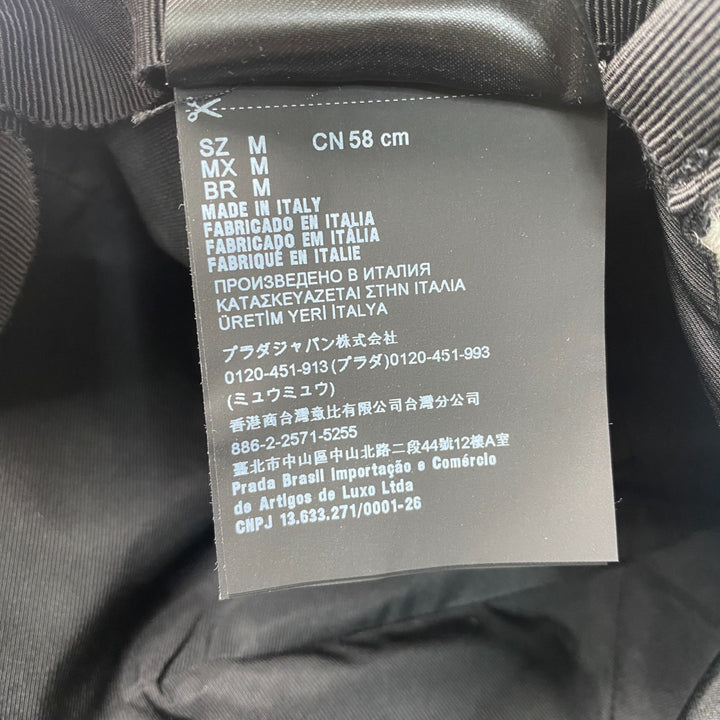 SZ M CN 58 cm
MX M
BR M
MADE IN ITALY
FABRICADO EN ITALIA
FABRICADO EM ITÁLIA
FABRIQUÉ EN ITALIE
ПРОИЗВЕДЕНО В ИТАЛИЯ
ΚΑΤΑΣΚΕΥΑΖΕΤΑΙ ΣΤΗΝ ΙΤΑΛΙΑ
ÜRETİM YERİ İTALYA
プラダジャパン株式会社
0120-451-913(プラダ)0120-451-993
(ミュウミュウ)
香港商台灣意比有限公司台灣分公司
886-2-2571-5255
臺北市中山區中山北路二段44號12樓A室
Prada Brasil Importação e Comércio
de Artigos de Luxo Ltda
CNPJ 13.633.271/0001-26